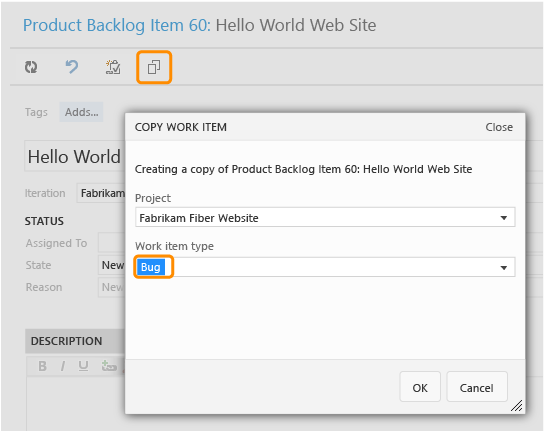 Product Backlog Item 60: Hello World Web Site
Tags Adds...
COPY WORK ITEM Close
Hello World
Creating a copy of Product Backlog Item 60: Hello World Web Site
Iteration Fabrikam
Project
Fabrikam Fiber Website
STATUS
Assigned To
Work item type
State New
Bug
Reason New
DESCRIPTION
B I U
OK Cancel